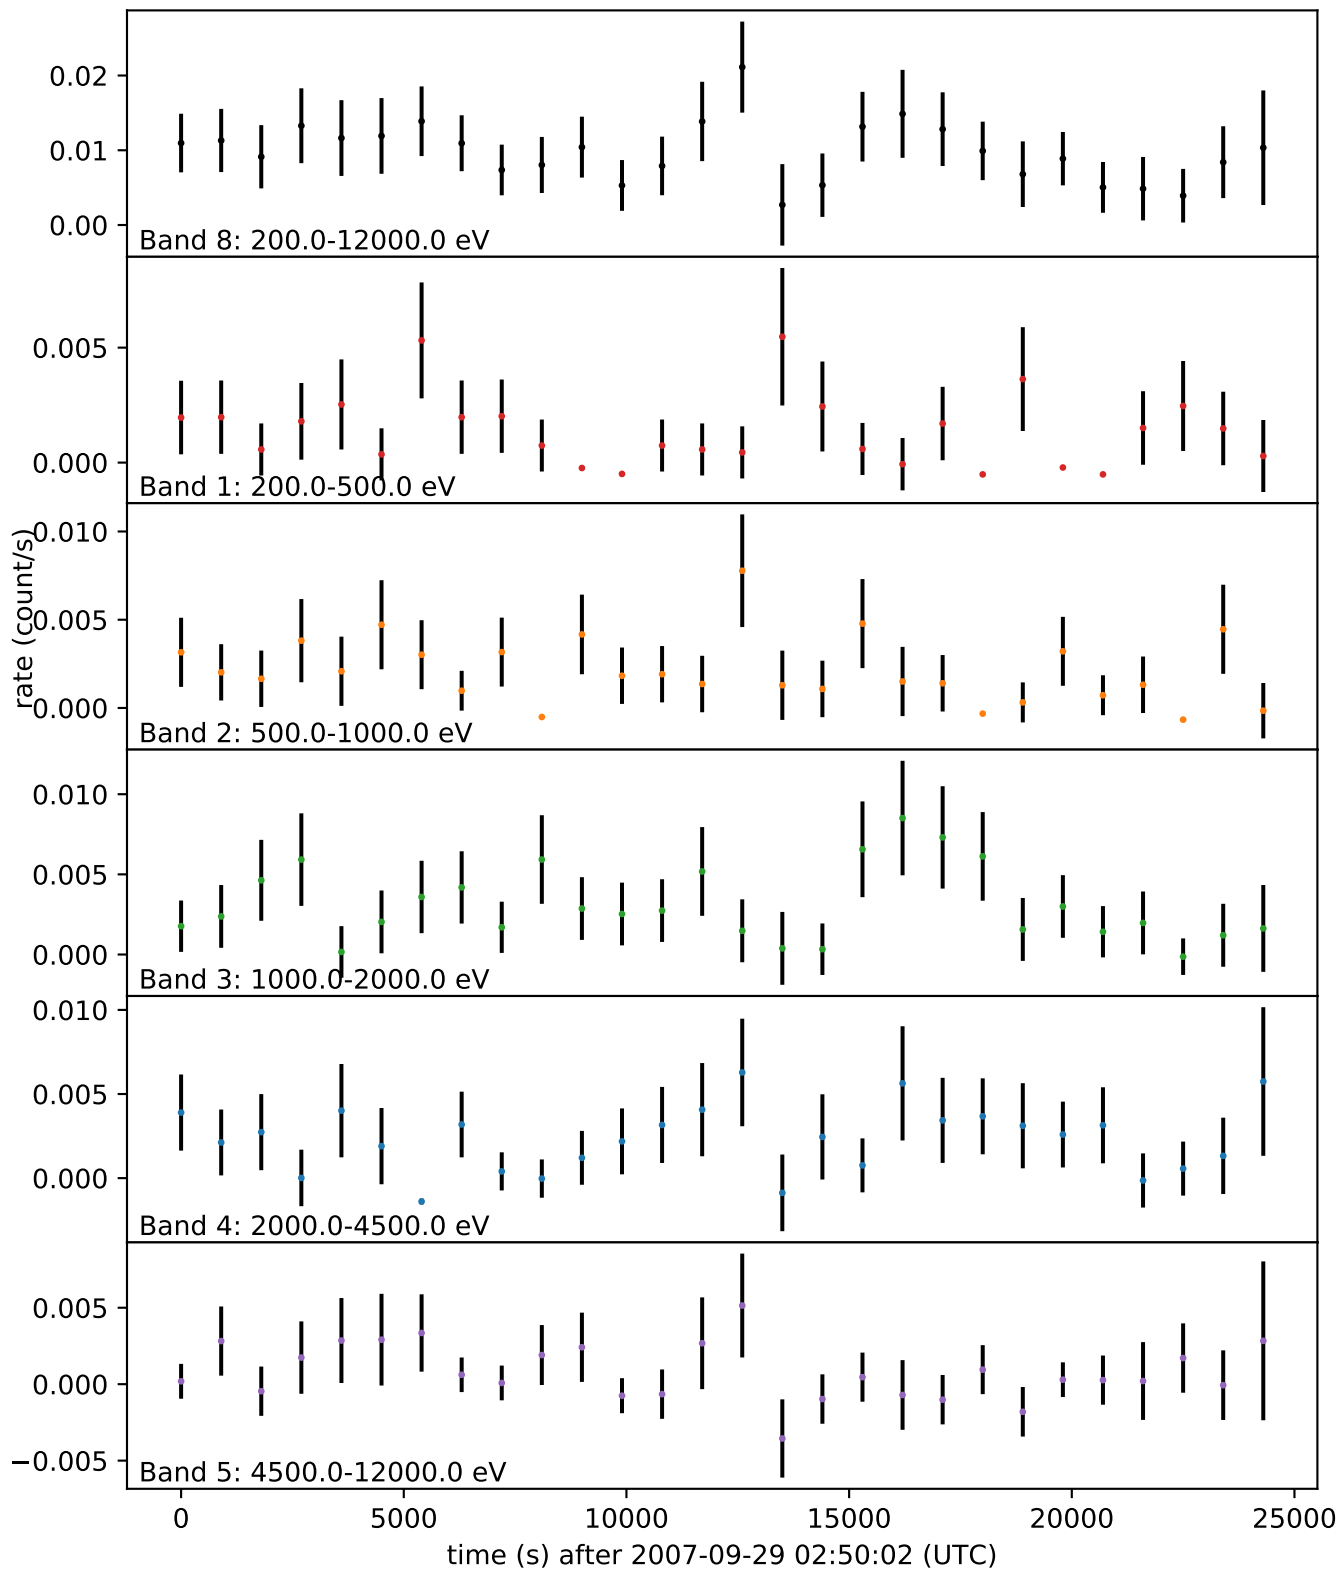 0.02
0.01
0.00
Band 8: 200.0-12000.0 eV
0.005
0.000
Band 1: 200.0-500.0 eV
rate (count/s)
0.010
0.005
0.000
Band 2: 500.0-1000.0 eV
0.010
0.005
0.000
Band 3: 1000.0-2000.0 eV
0.010
0.005
0.000
Band 4: 2000.0-4500.0 eV
0.005
0.000
−0.005
Band 5: 4500.0-12000.0 eV
0 5000 10000 15000 20000 25000
time (s) after 2007-09-29 02:50:02 (UTC)